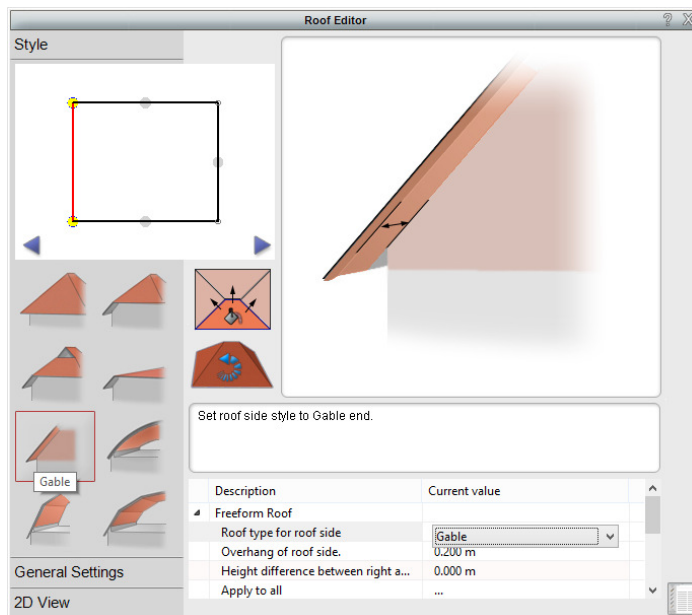 Roof Editor
Style
Gable
General Settings
2D View
Set roof side style to Gable end.
Description Current value
Freeform Roof
Roof type for roof side Gable
Overhang of roof side. 0.200 m
Height difference between right a... 0.000 m
Apply to all ...